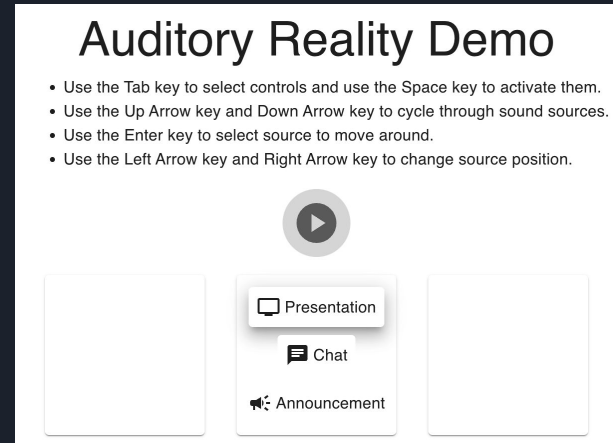 Auditory Reality Demo
• Use the Tab key to select controls and use the Space key to activate them.
• Use the Up Arrow key and Down Arrow key to cycle through sound sources.
• Use the Enter key to select source to move around.
• Use the Left Arrow key and Right Arrow key to change source position.
Presentation
Chat
Announcement